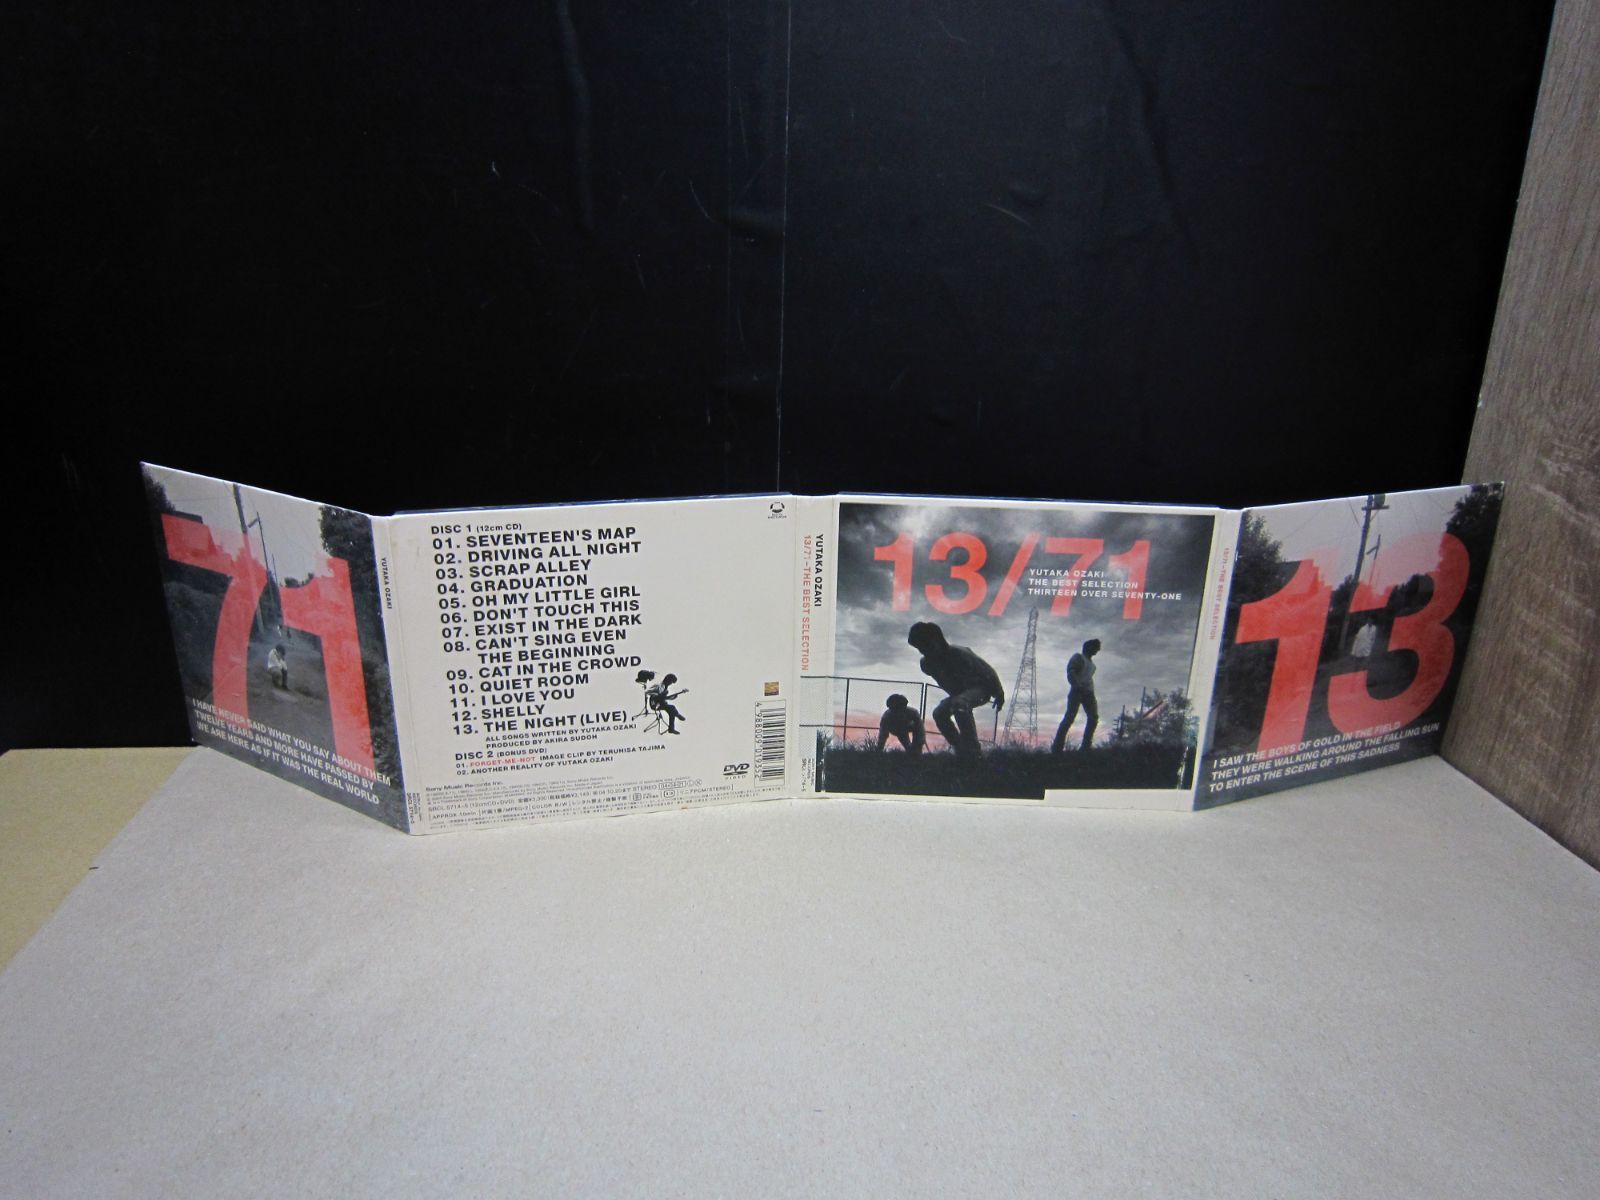 71
I HAVE NEVER SAID WHAT YOU SAY ABOUT THEM
TWELVE YEARS AND MORE HAVE PASSED BY
WE ARE HERE AS IF IT WAS THE REAL WORLD
YUTAKA OZAKI
DISC 1 (12cm CD)
01. SEVENTEEN'S MAP
02. DRIVING ALL NIGHT
03. SCRAP ALLEY
04. GRADUATION
05. OH MY LITTLE GIRL
06. DON'T TOUCH THIS
07. EXIST IN THE DARK
08. CAN'T SING EVEN
THE BEGINNING
09. CAT IN THE CROWD
10. QUIET ROOM
11. I LOVE YOU
12. SHELLY
13. THE NIGHT (LIVE)
ALL SONGS WRITTEN BY YUTAKA OZAKI
PRODUCED BY AKIRA SUDOH
DISC 2 (BONUS DVD)
01. FORGET-ME-NOT IMAGE CLIP BY TERUHISA TAJIMA
02. ANOTHER REALITY OF YUTAKA OZAKI
Sony Music Records Inc.
DVD
VIDEO
YUTAKA OZAKI
13/71-THE BEST SELECTION
13/71
YUTAKA OZAKI
THE BEST SELECTION
THIRTEEN OVER SEVENTY-ONE
13/71-THE BEST SELECTION
13
I SAW THE BOYS OF GOLD IN THE FIELD
THEY WERE WALKING AROUND THE FALLING SUN
TO ENTER THE SCENE OF THIS SADNESS